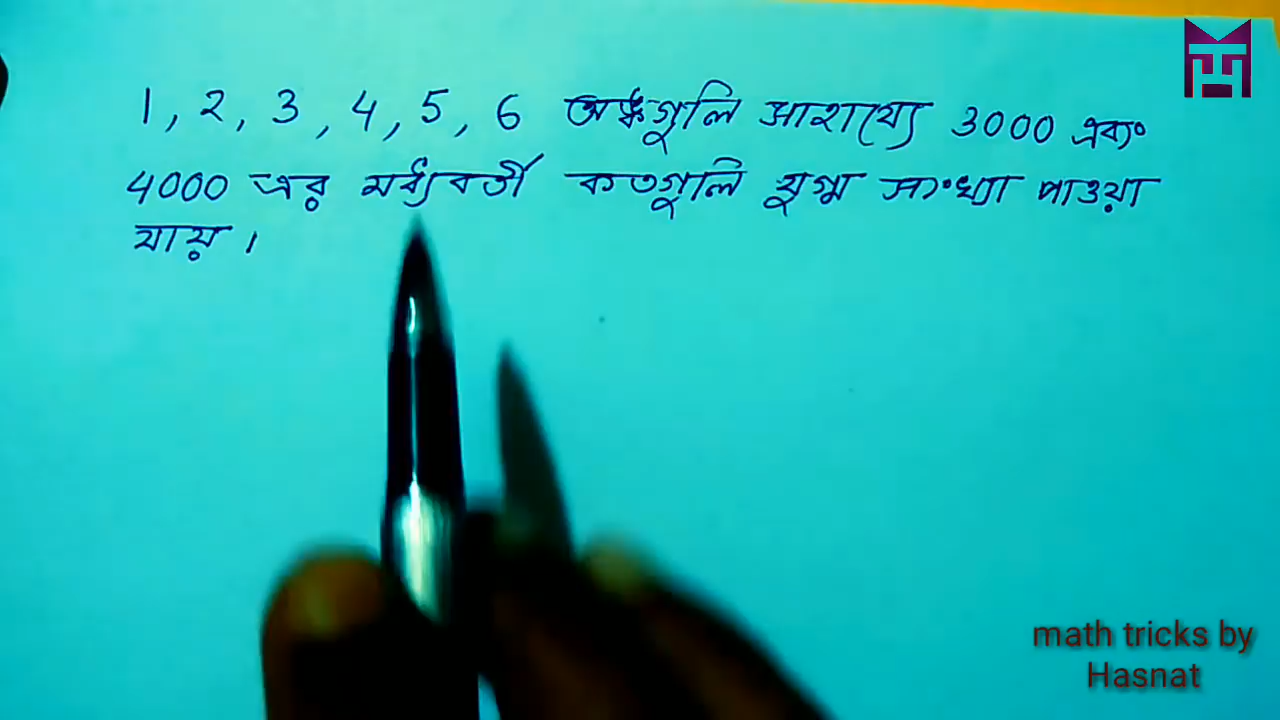 1, 2, 3, 4, 5, 6 অঙ্কগুলি সাহায্যে 3000 এবং
4000 এর মধ্যবর্তী কতগুলি যুগ্ম সংখ্যা পাওয়া
যায়।
math tricks by
Hasnat